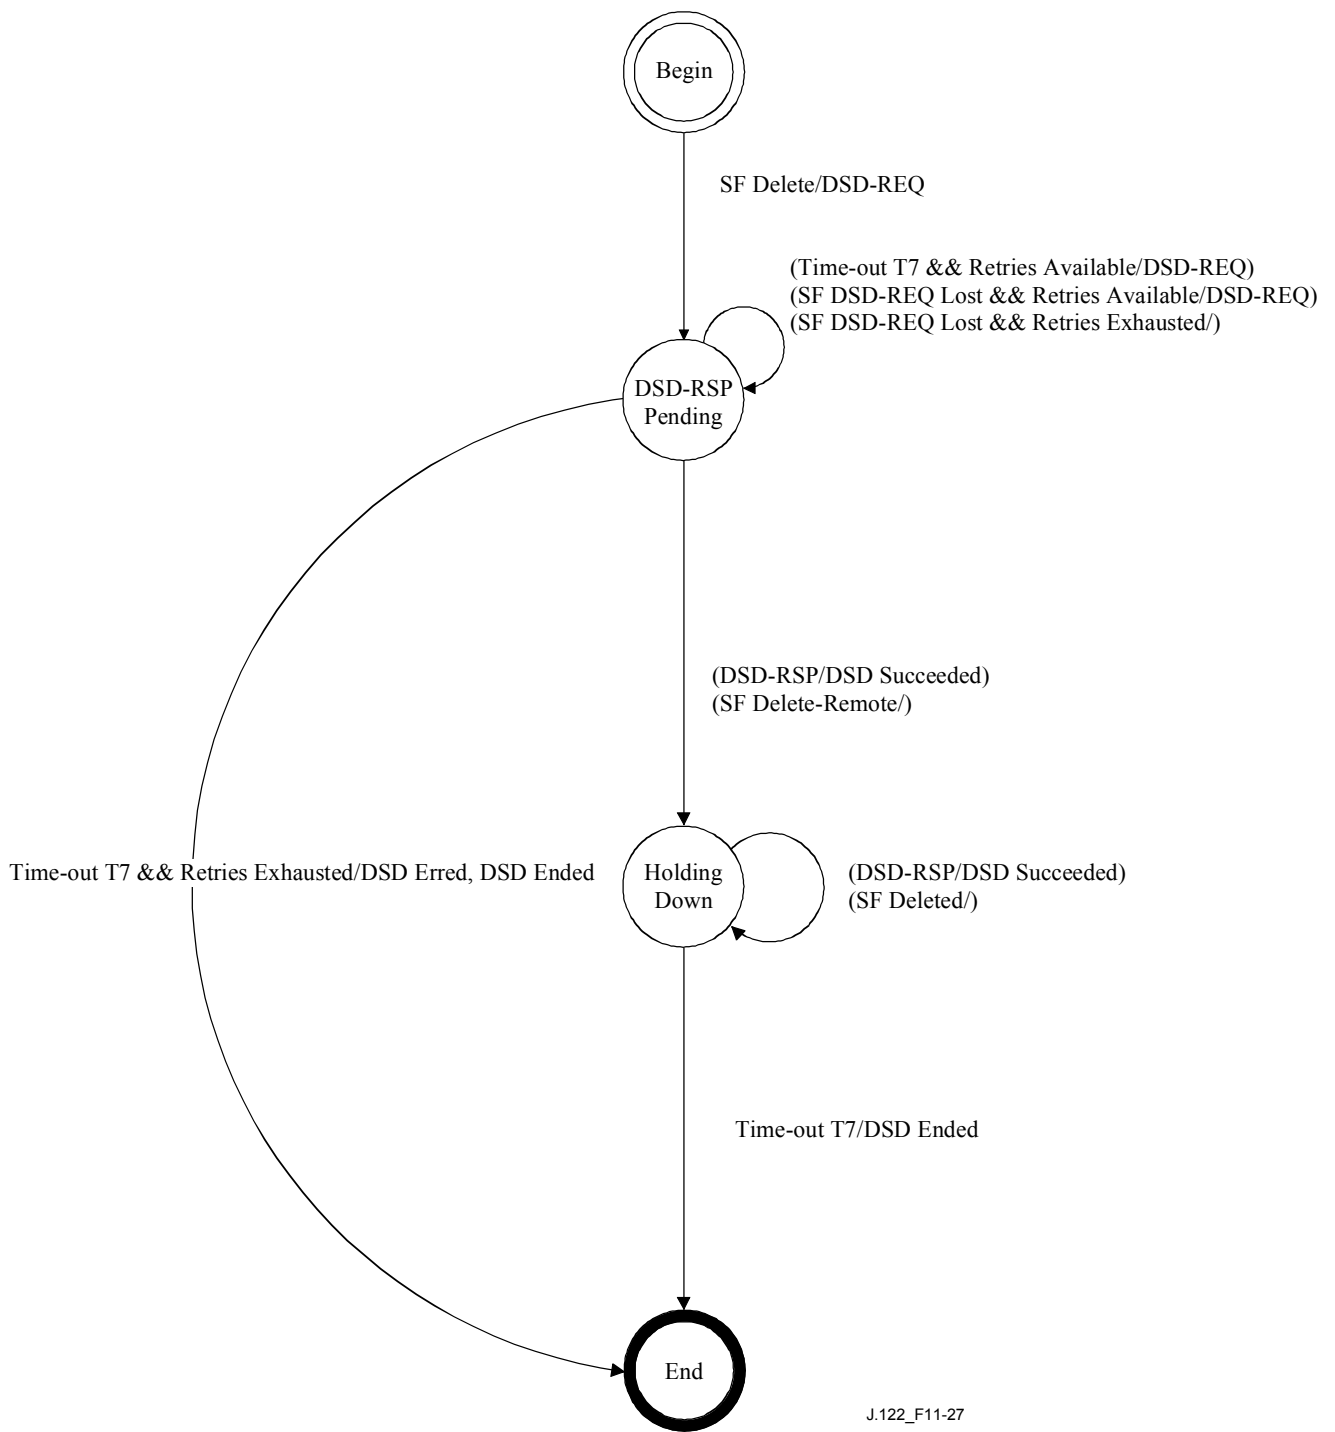 Begin
SF Delete/DSD-REQ
(Time-out T7 && Retries Available/DSD-REQ)
(SF DSD-REQ Lost && Retries Available/DSD-REQ)
(SF DSD-REQ Lost && Retries Exhausted/)
DSD-RSP
Pending
(DSD-RSP/DSD Succeeded)
(SF Delete-Remote/)
Time-out T7 && Retries Exhausted/DSD Erred, DSD Ended
Holding
Down
(DSD-RSP/DSD Succeeded)
(SF Deleted/)
Time-out T7/DSD Ended
End
J.122_F11-27